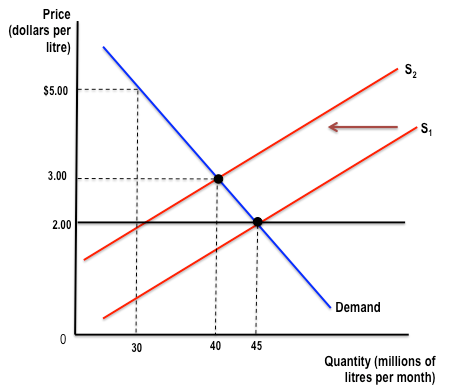 Price
(dollars per
litre)
S2
$5.00
S1
3.00
2.00
Demand
0
30
40
45
Quantity (millions of
litres per month)